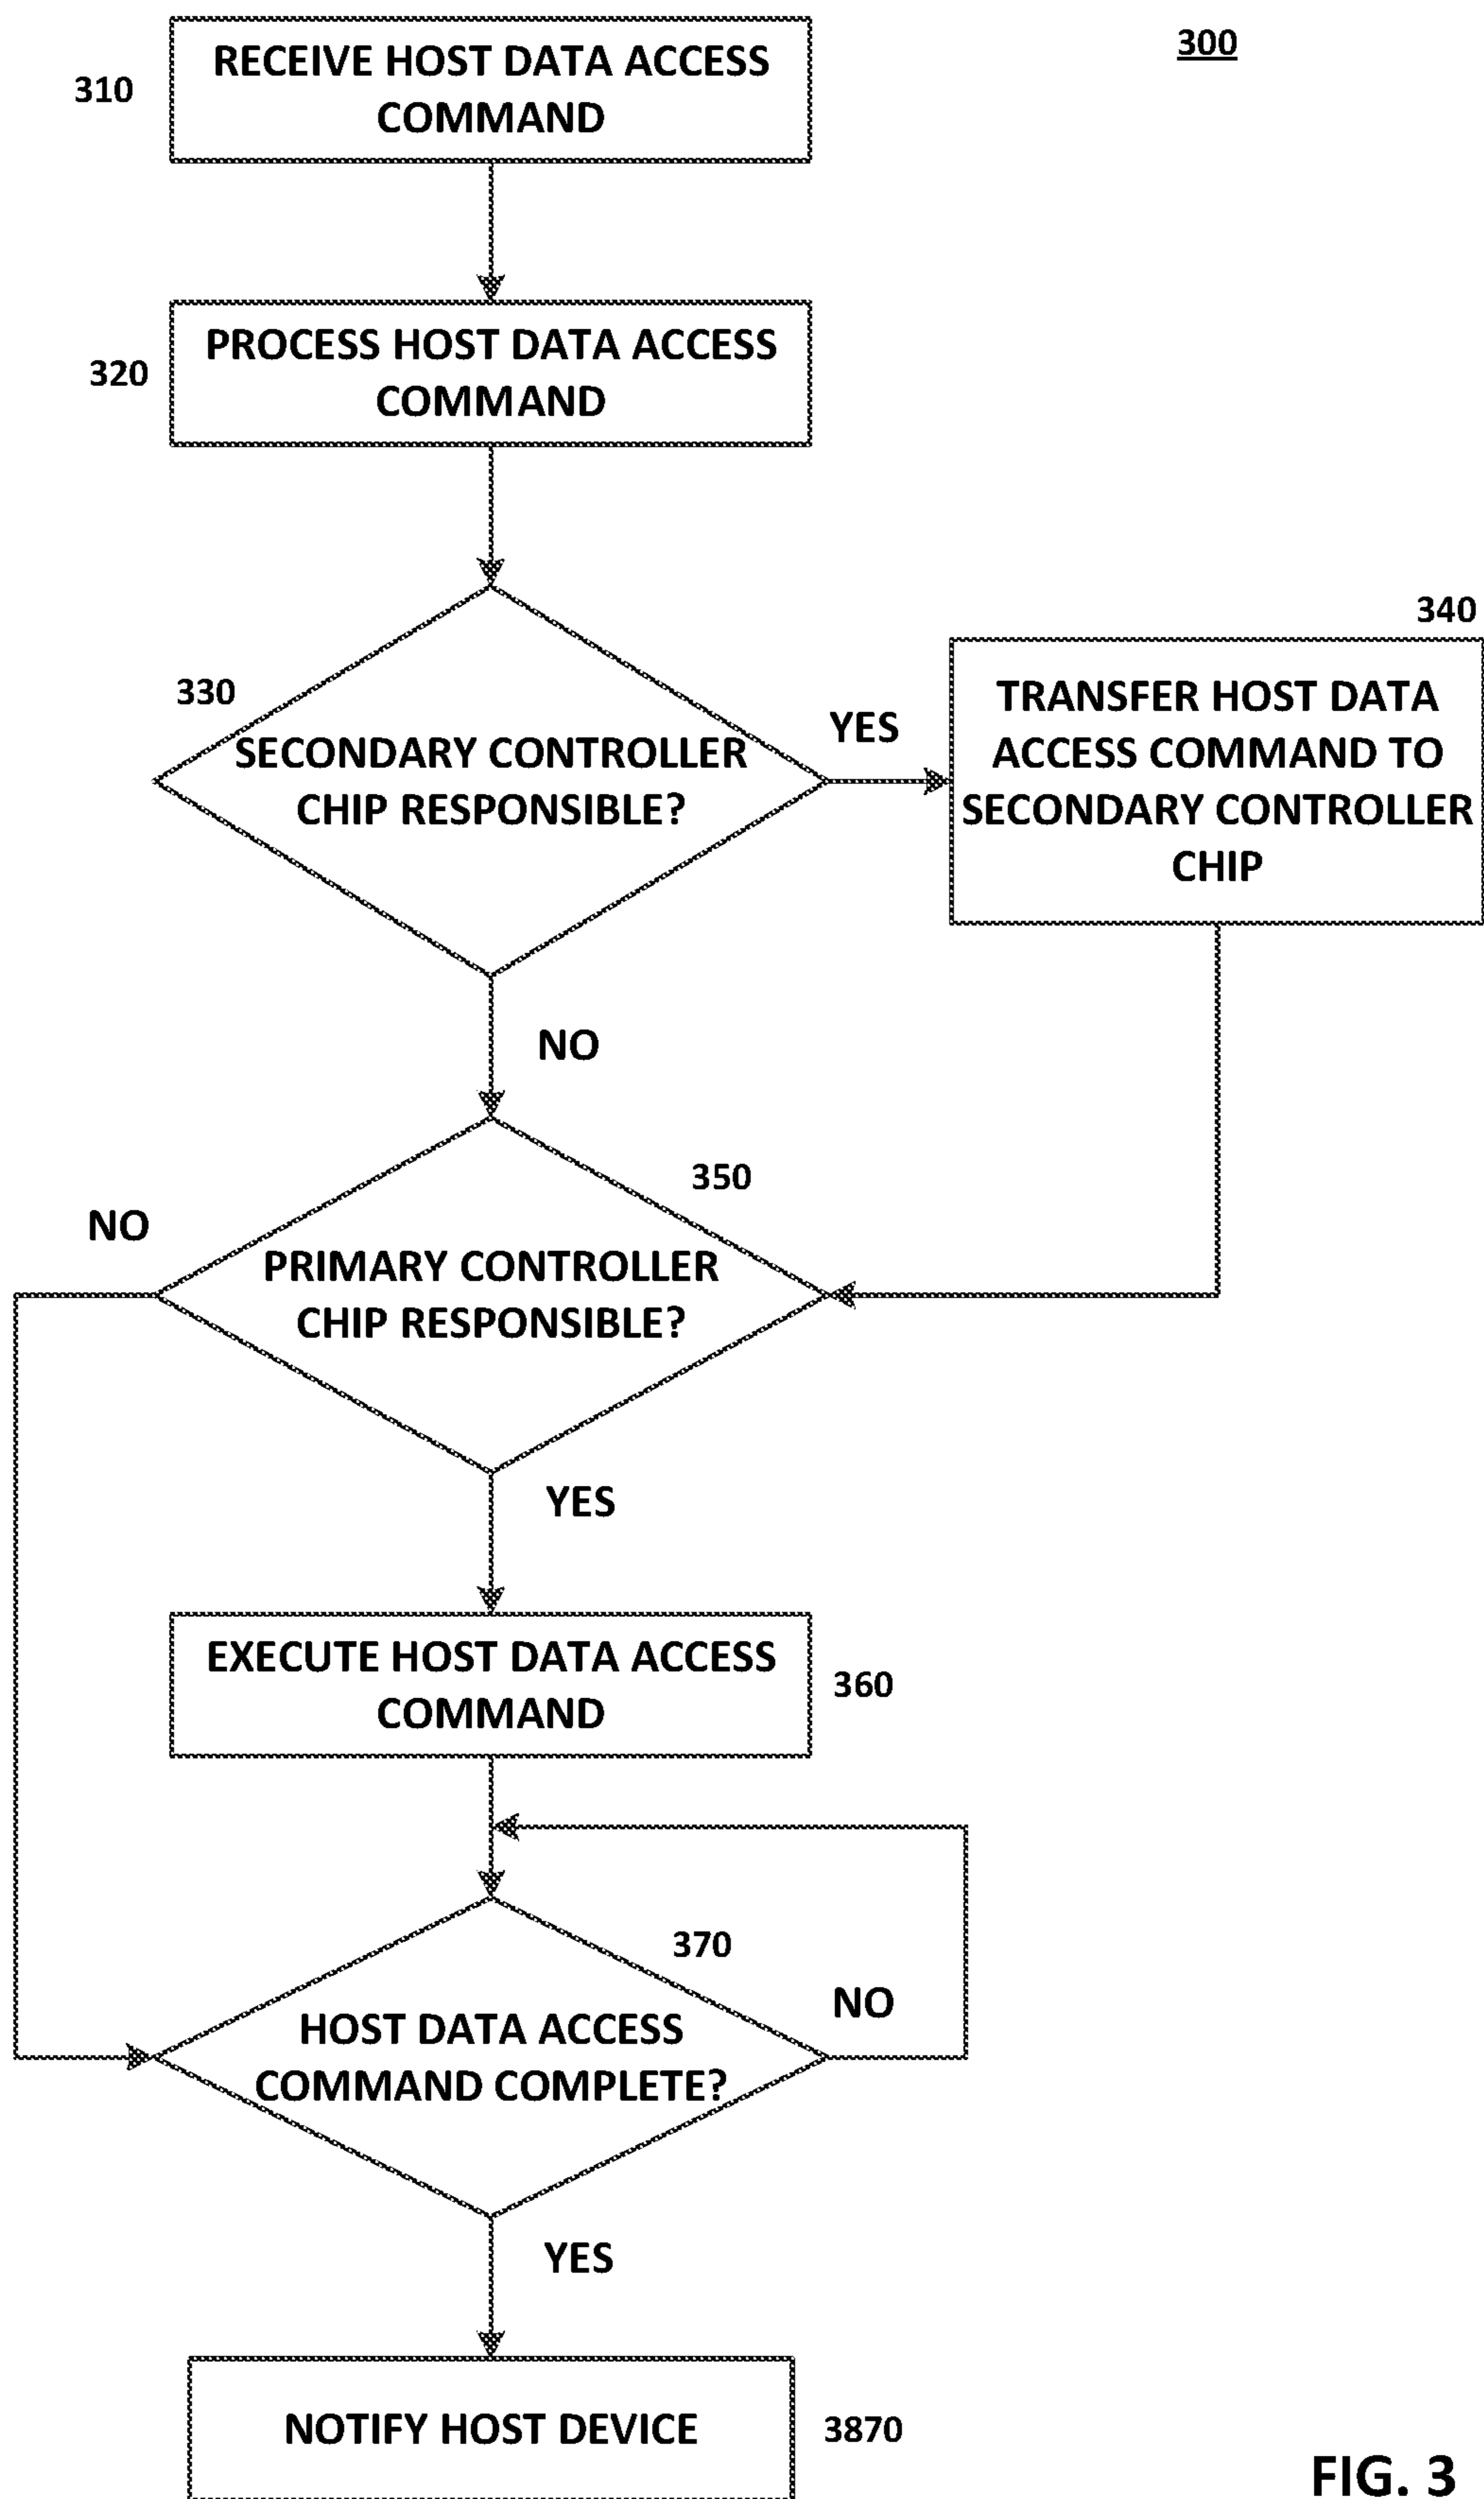 300
310
RECEIVE HOST DATA ACCESS
COMMAND
320
PROCESS HOST DATA ACCESS
COMMAND
330
SECONDARY CONTROLLER
CHIP RESPONSIBLE?
YES
340
TRANSFER HOST DATA
ACCESS COMMAND TO
SECONDARY CONTROLLER
CHIP
NO
350
PRIMARY CONTROLLER
CHIP RESPONSIBLE?
NO
YES
EXECUTE HOST DATA ACCESS
COMMAND
360
370
HOST DATA ACCESS
COMMAND COMPLETE?
NO
YES
NOTIFY HOST DEVICE
3870
FIG. 3